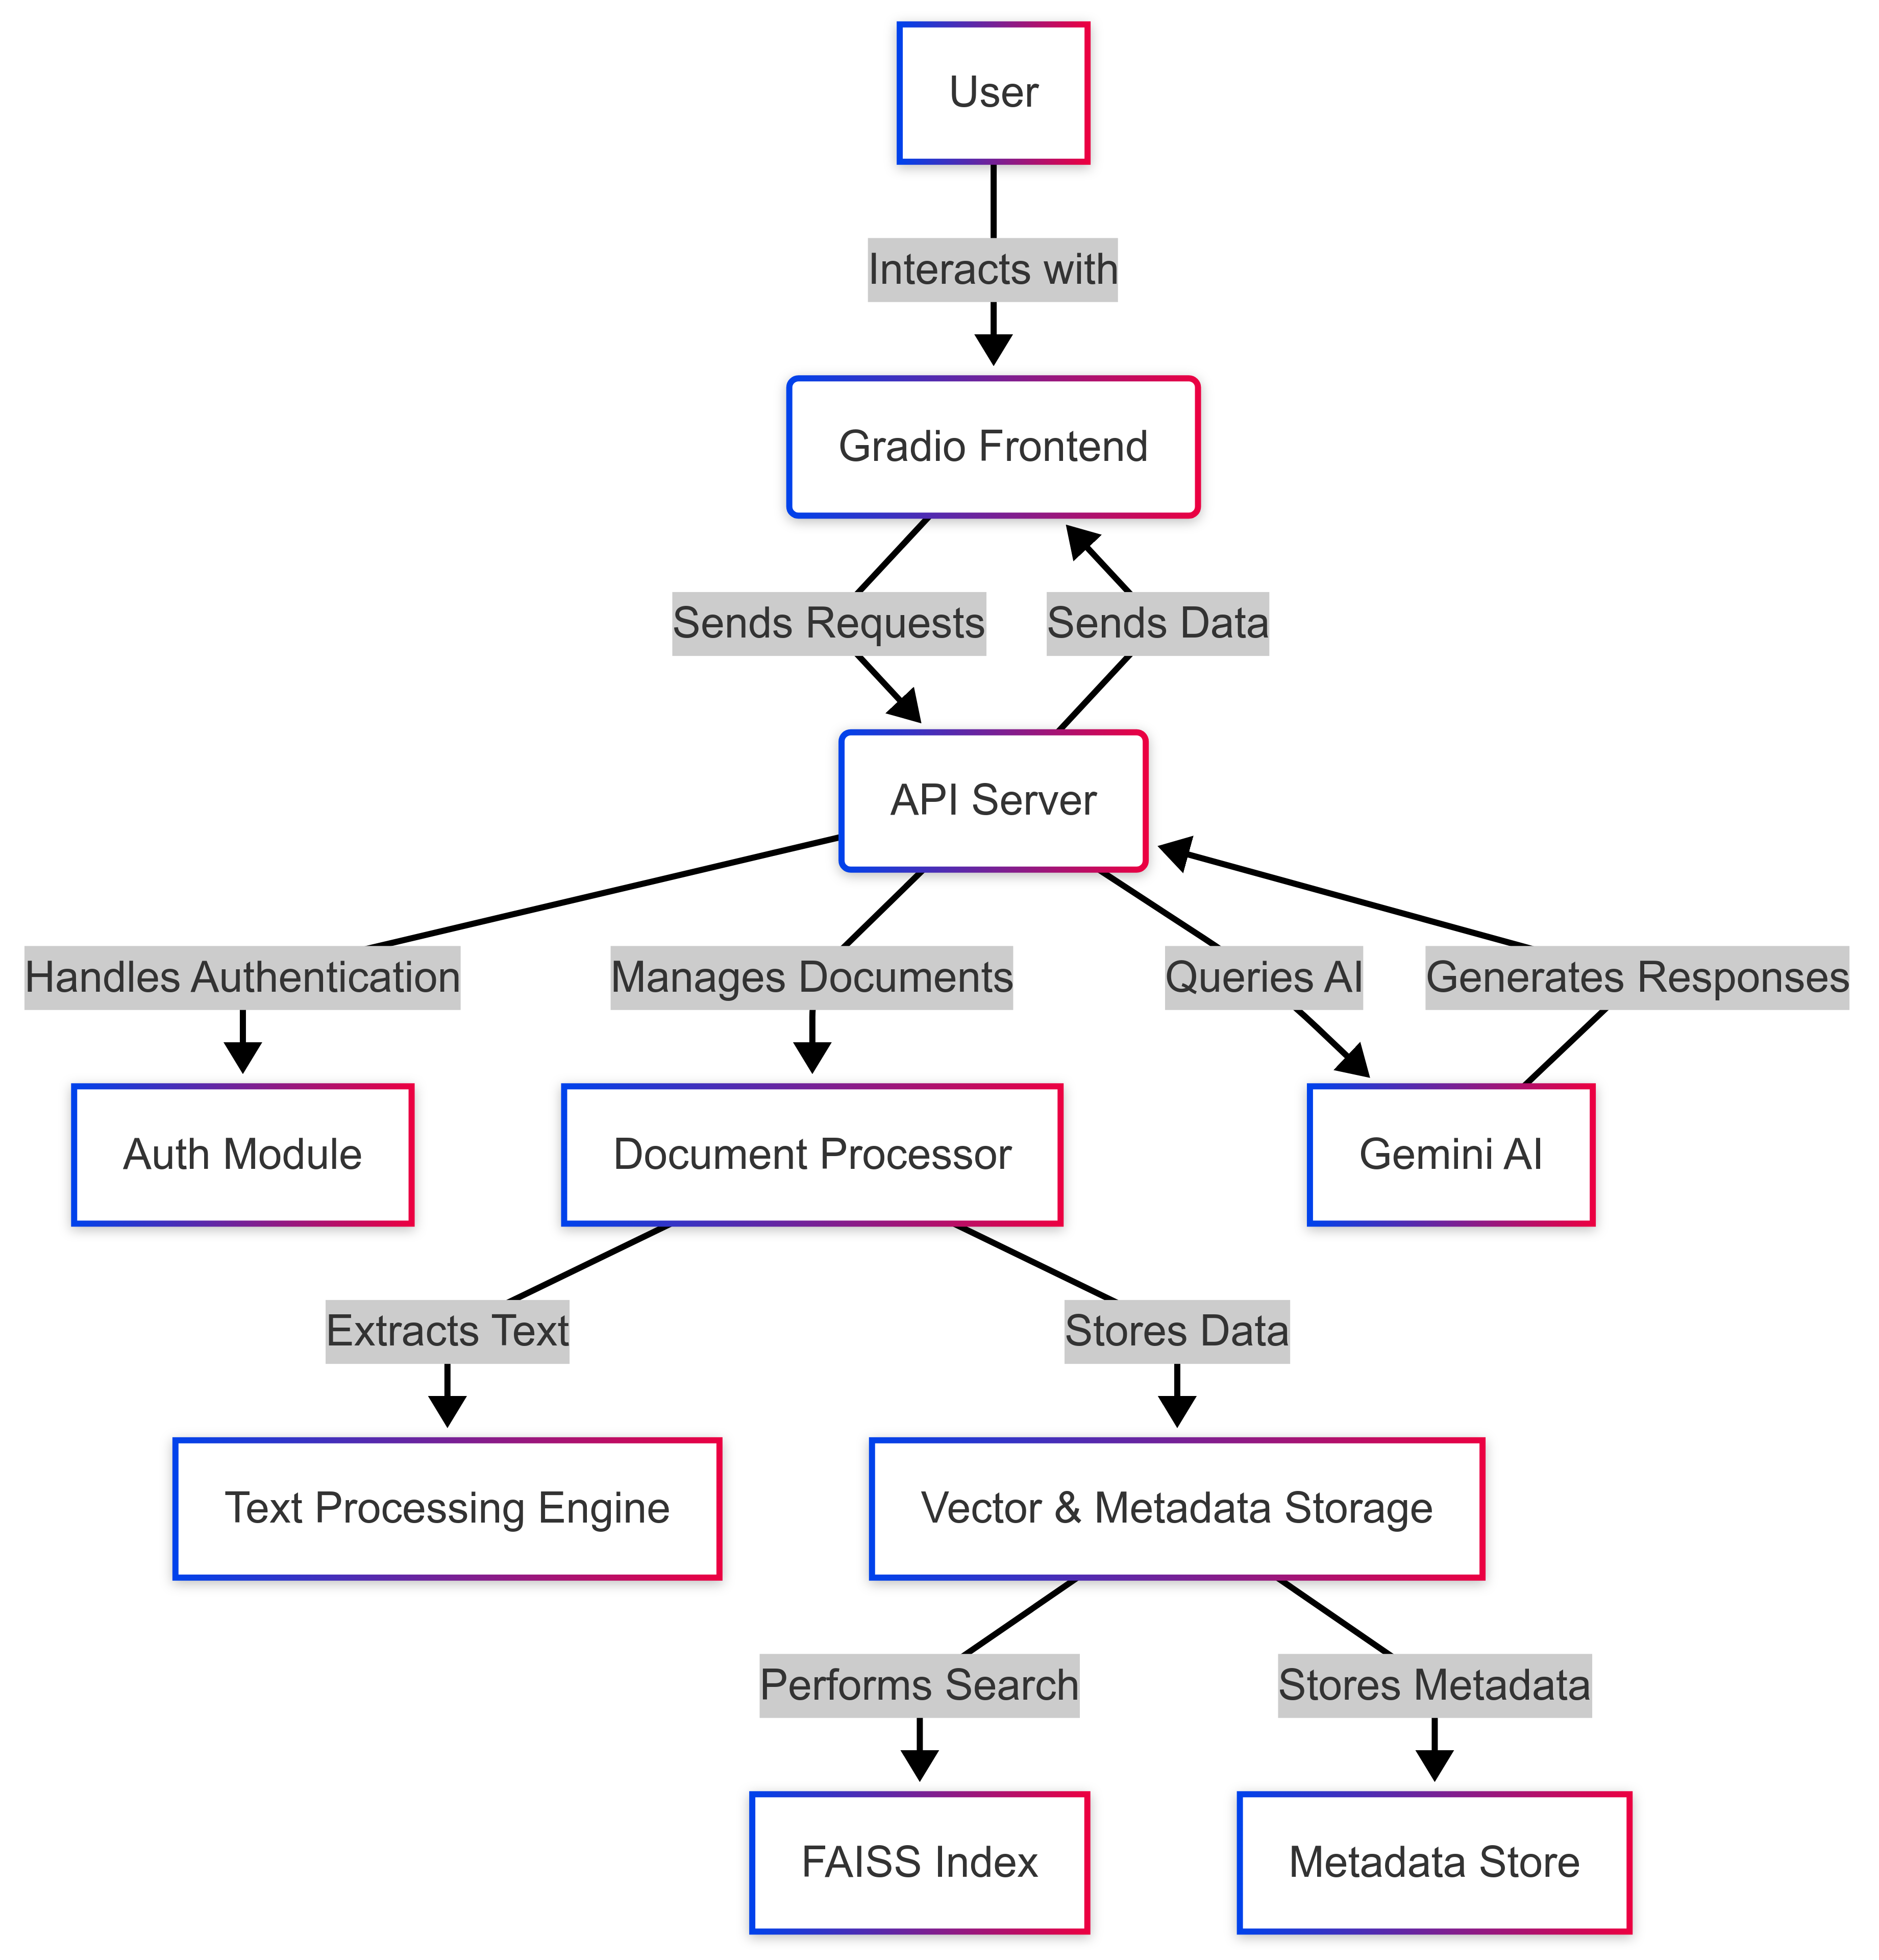 User
Interacts with
Gradio Frontend
Sends Requests
Sends Data
API Server
Handles Authentication
Manages Documents
Queries AI
Generates Responses
Auth Module
Document Processor
Gemini AI
Extracts Text
Stores Data
Text Processing Engine
Vector & Metadata Storage
Performs Search
Stores Metadata
FAISS Index
Metadata Store